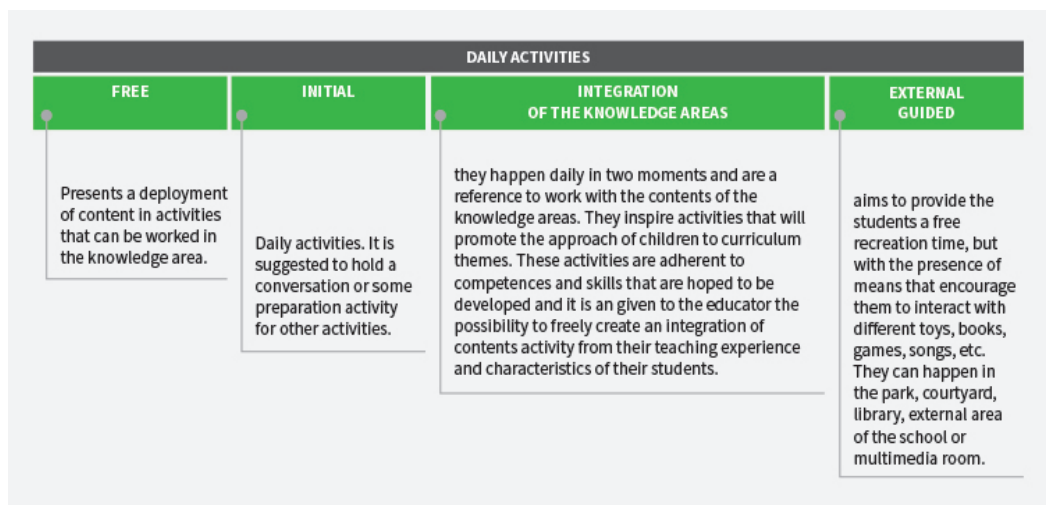 DAILY ACTIVITIES
FREE
Presents a deployment
of content in activities
that can be worked in
the knowledge area.
INITIAL
Daily activities. It is
suggested to hold a
conversation or some
preparation activity
for other activities.
INTEGRATION
OF THE KNOWLEDGE AREAS
they happen daily in two moments and are a
reference to work with the contents of the
knowledge areas. They inspire activities that will
promote the approach of children to curriculum
themes. These activities are adherent to
competences and skills that are hoped to be
developed and it is an given to the educator the
possibility to freely create an integration of
contents activity from their teaching experience
and characteristics of their students.
EXTERNAL
GUIDED
aims to provide the
students a free
recreation time, but
with the presence of
means that encourage
them to interact with
different toys, books,
games, songs, etc.
They can happen in
the park, courtyard,
library, external area
of the school or
multimedia room.